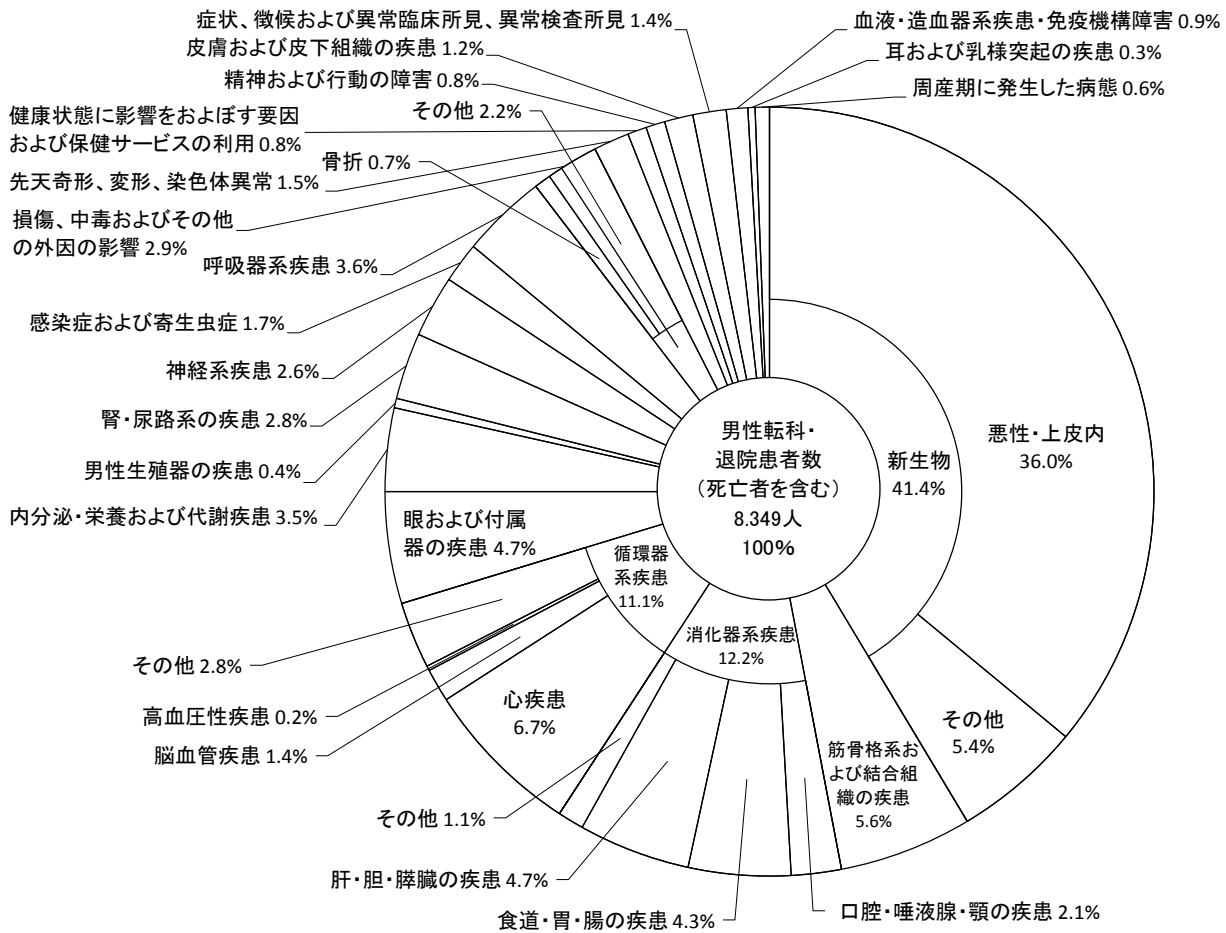 症状、徴候および異常臨床所見、異常検査所見 1.4%
皮膚および皮下組織の疾患 1.2%
精神および行動の障害 0.8%
その他 2.2%
健康状態に影響をおよぼす要因
および保健サービスの利用 0.8%
骨折 0.7%
先天奇形、変形、染色体異常 1.5%
損傷、中毒およびその他
の外因の影響 2.9%
呼吸器系疾患 3.6%
感染症および寄生虫症 1.7%
神経系疾患 2.6%
腎・尿路系の疾患 2.8%
男性生殖器の疾患 0.4%
内分泌・栄養および代謝疾患 3.5%
眼および付属
器の疾患 4.7%
循環器
系疾患
11.1%
その他 2.8%
高血圧性疾患 0.2%
脳血管疾患 1.4%
心疾患
6.7%
その他 1.1%
肝・胆・膵臓の疾患 4.7%
食道・胃・腸の疾患 4.3%
口腔・唾液腺・顎の疾患 2.1%
消化器系疾患
12.2%
筋骨格系お
よび結合組
織の疾患
5.6%
その他
5.4%
新生物
41.4%
悪性・上皮内
36.0%
男性転科・
退院患者数
（死亡者を含む）
8.349人
100%
血液・造血器系疾患・免疫機構障害 0.9%
耳および乳様突起の疾患 0.3%
周産期に発生した病態 0.6%